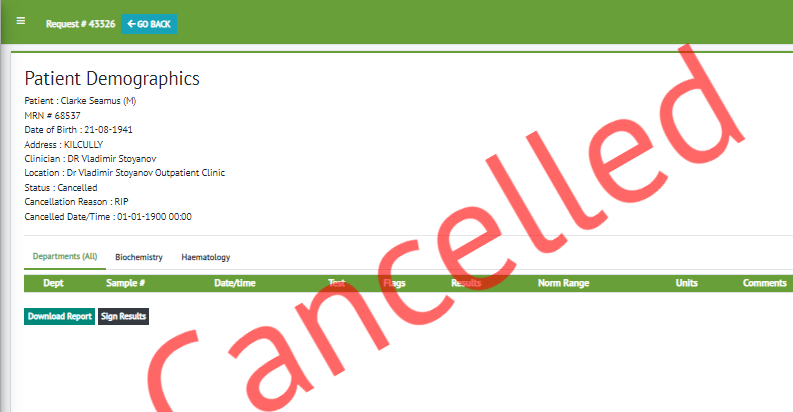 Request # 43326 GO BACK
Patient Demographics
Patient : Clarke Seamus (M)
MRN # 68537
Date of Birth : 21-08-1941
Address : KILCULLY
Clinician : DR Vladimir Stoyanov
Location : Dr Vladimir Stoyanov Outpatient Clinic
Status : Cancelled
Cancellation Reason : RIP
Cancelled Date/Time : 01-01-1900 00:00
Departments (All) Biochemistry Haematology
Dept Sample # Date/time Test Flags Results Norm Range Units Comments
Download Report Sign Results
Cancelled